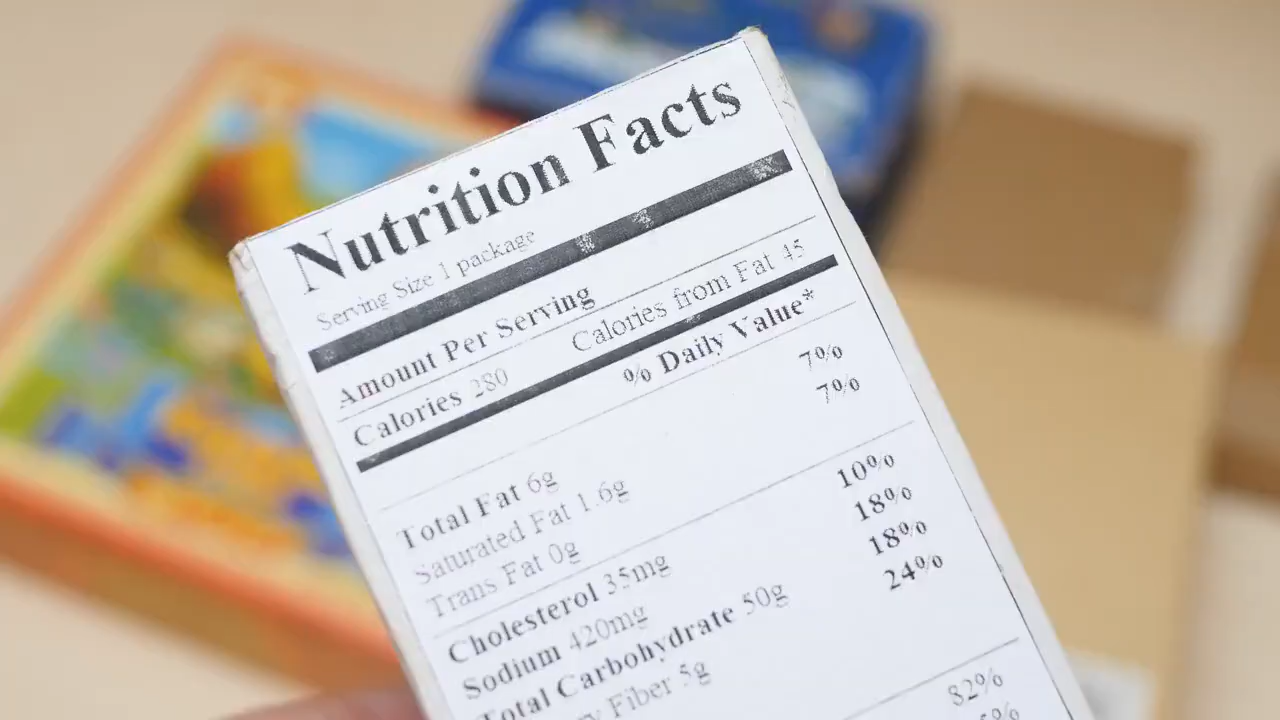 Nutrition Facts
Serving Size 1 package
Amount Per Serving
Calories 280 Calories from Fat 45
% Daily Value*
Total Fat 6g 7%
Saturated Fat 1.6g 7%
Trans Fat 0g
Cholesterol 35mg 10%
Sodium 420mg 18%
Total Carbohydrate 50g 18%
Fiber 5g 24%
82%